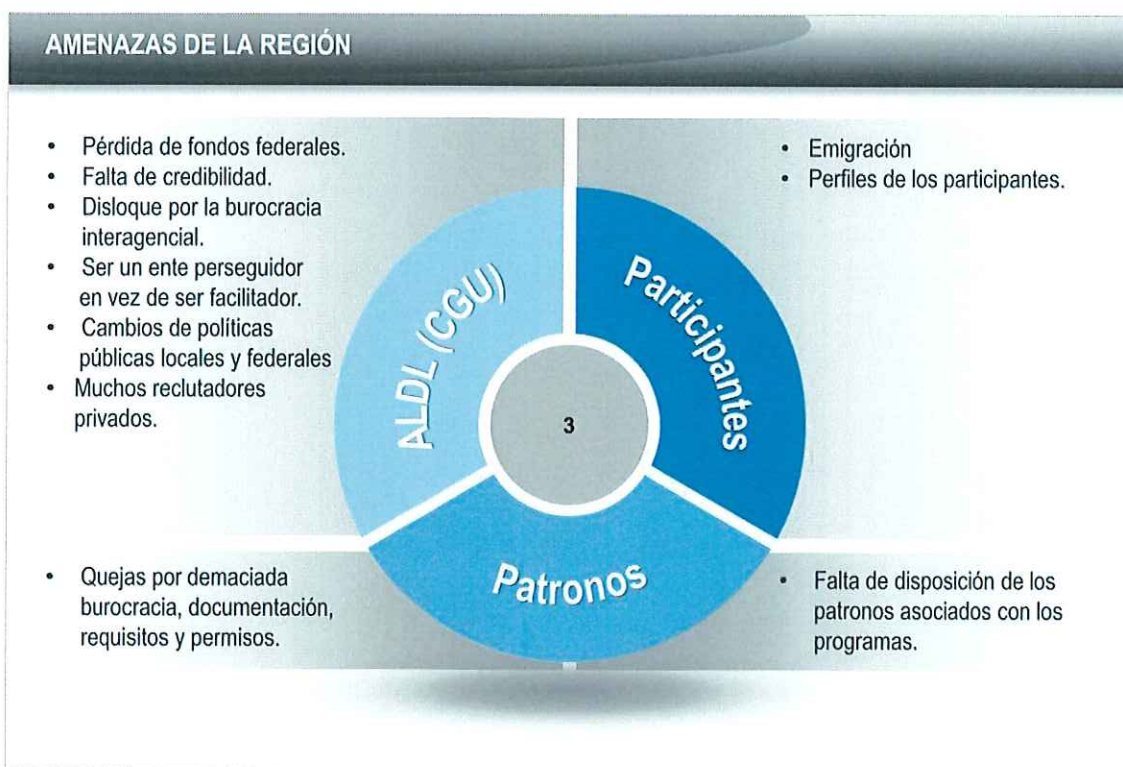 AMENAZAS DE LA REGIÓN
• Pérdida de fondos federales.
• Falta de credibilidad.
• Disloque por la burocracia
interagencial.
• Ser un ente perseguidor
en vez de ser facilitador.
• Cambios de políticas
públicas locales y federales
• Muchos reclutadores
privados.
• Emigración
• Perfiles de los participantes.
ALDL (CGU)
Participantes
3
Patronos
• Quejas por demaciada
burocracia, documentación,
requisitos y permisos.
• Falta de disposición de los
patronos asociados con los
programas.